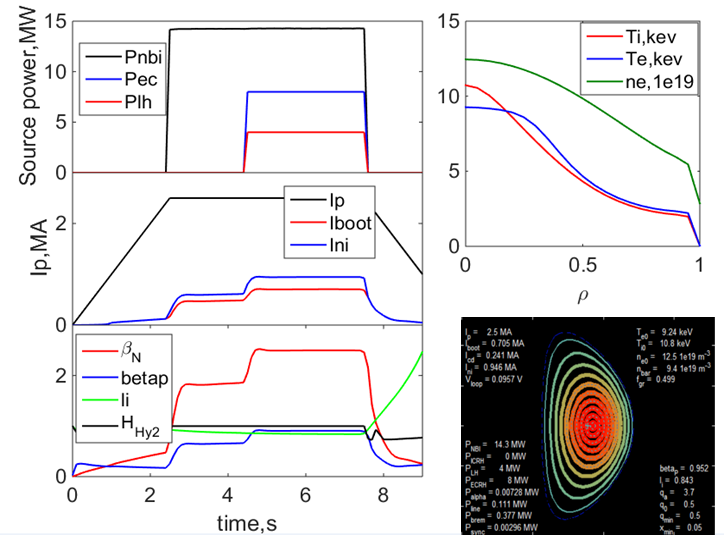 Source power,MW
15
10
5
0
Pnbi
Pec
Plh
Ip,MA
2
0
Ip
Iboot
Ini
2
0
βN
betap
li
HHy2
0 2 4 6 8
time,s
15
10
5
0
Ti,kev
Te,kev
ne,1e19
0 0.5 1
ρ
Ip = 2.5 MA
Iboot = 0.705 MA
Icd = 0.241 MA
Ini = 0.946 MA
Vloop = 0.0957 V
Te0 = 9.24 keV
Ti0 = 10.8 keV
ne0 = 12.5 1e19 m-3
nbar = 9.4 1e19 m-3
fgr = 0.499
PNBI = 14.3 MW
PICRH = 0 MW
PLH = 4 MW
PECRH = 8 MW
Palpha = 0.00728 MW
Pline = 0.111 MW
Pbrem = 0.377 MW
Psync = 0.00296 MW
betap = 0.952
li = 0.843
qa = 3.7
q0 = 0.5
qmin = 0.5
xmin = 0.05